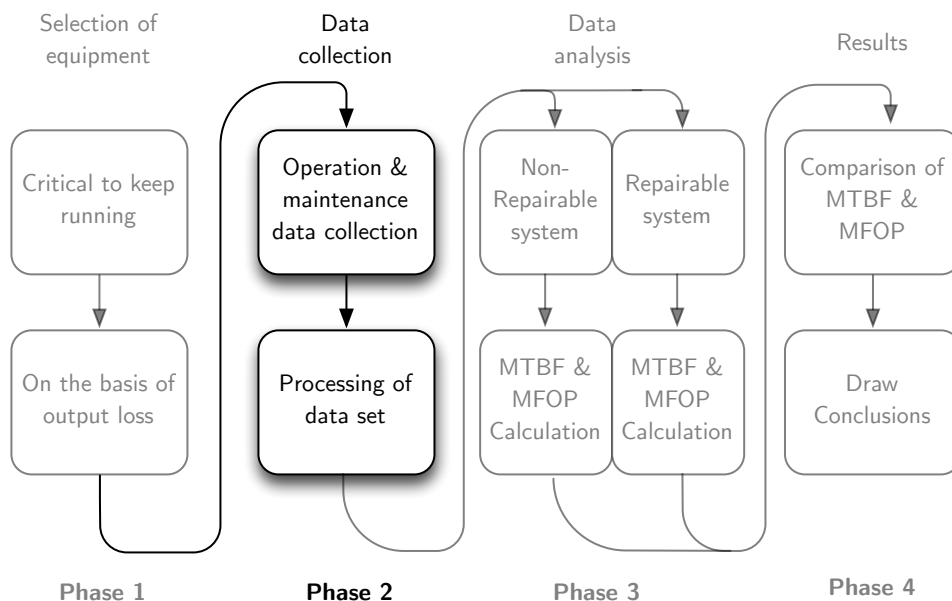 Selection of
equipment
Data
collection
Data
analysis
Results
Critical to keep
running
On the basis of
output loss
Operation &
maintenance
data collection
Processing of
data set
Non-
Repairable
system
Repairable
system
MTBF &
MFOP
Calculation
MTBF &
MFOP
Calculation
Comparison of
MTBF &
MFOP
Draw
Conclusions
Phase 1
Phase 2
Phase 3
Phase 4